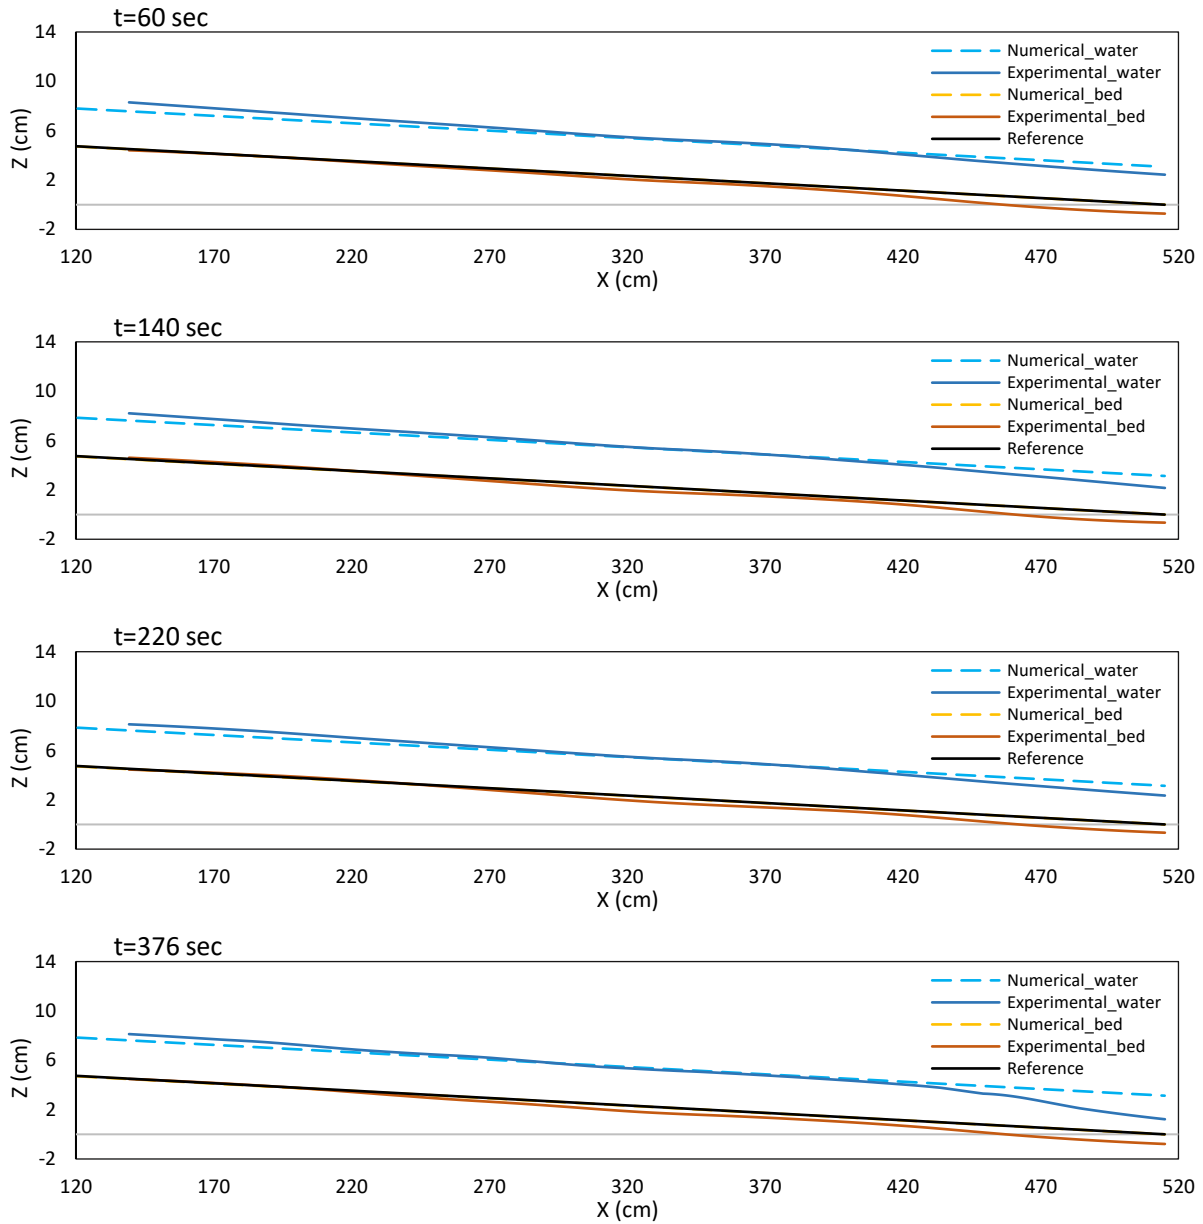 t=60 sec
14
10
6
2
-2
Z (cm)
Numerical_water
Experimental_water
Numerical_bed
Experimental_bed
Reference
120 170 220 270 320 370 420 470 520
X (cm)
t=140 sec
14
10
6
2
-2
Z (cm)
Numerical_water
Experimental_water
Numerical_bed
Experimental_bed
Reference
120 170 220 270 320 370 420 470 520
X (cm)
t=220 sec
14
10
6
2
-2
Z (cm)
Numerical_water
Experimental_water
Numerical_bed
Experimental_bed
Reference
120 170 220 270 320 370 420 470 520
X (cm)
t=376 sec
14
10
6
2
-2
Z (cm)
Numerical_water
Experimental_water
Numerical_bed
Experimental_bed
Reference
120 170 220 270 320 370 420 470 520
X (cm)